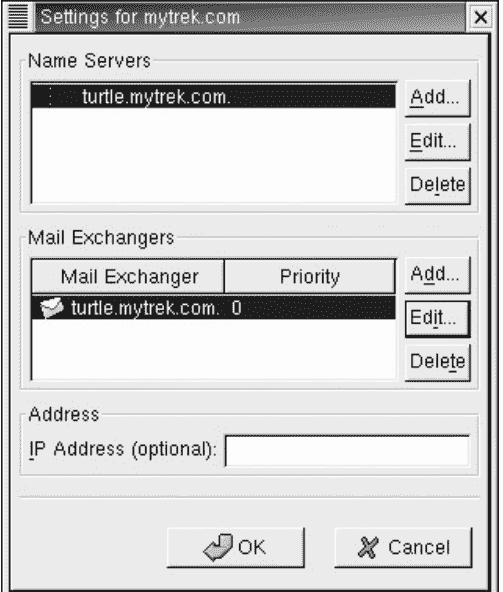 Settings for mytrek.com
Name Servers
turtle.mytrek.com.
Add...
Edit...
Delete
Mail Exchangers
Mail Exchanger Priority
turtle.mytrek.com. 0
Add...
Edit...
Delete
Address
IP Address (optional):
OK Cancel